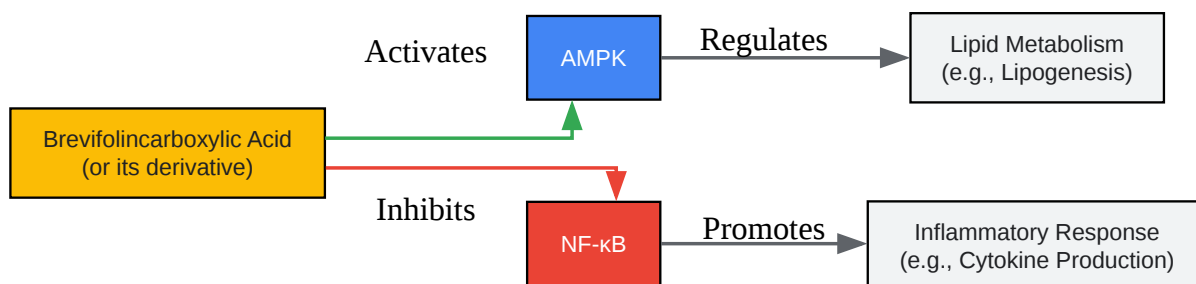 Activates
AMPK
Regulates
Lipid Metabolism
(e.g., Lipogenesis)
Brevifolincarboxylic Acid
(or its derivative)
Inhibits
NF-κB
Promotes
Inflammatory Response
(e.g., Cytokine Production)